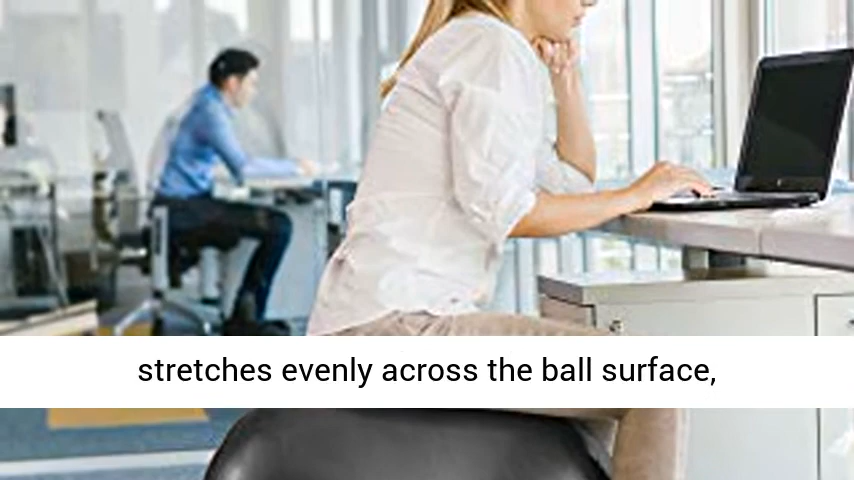 stretches evenly across the ball surface,